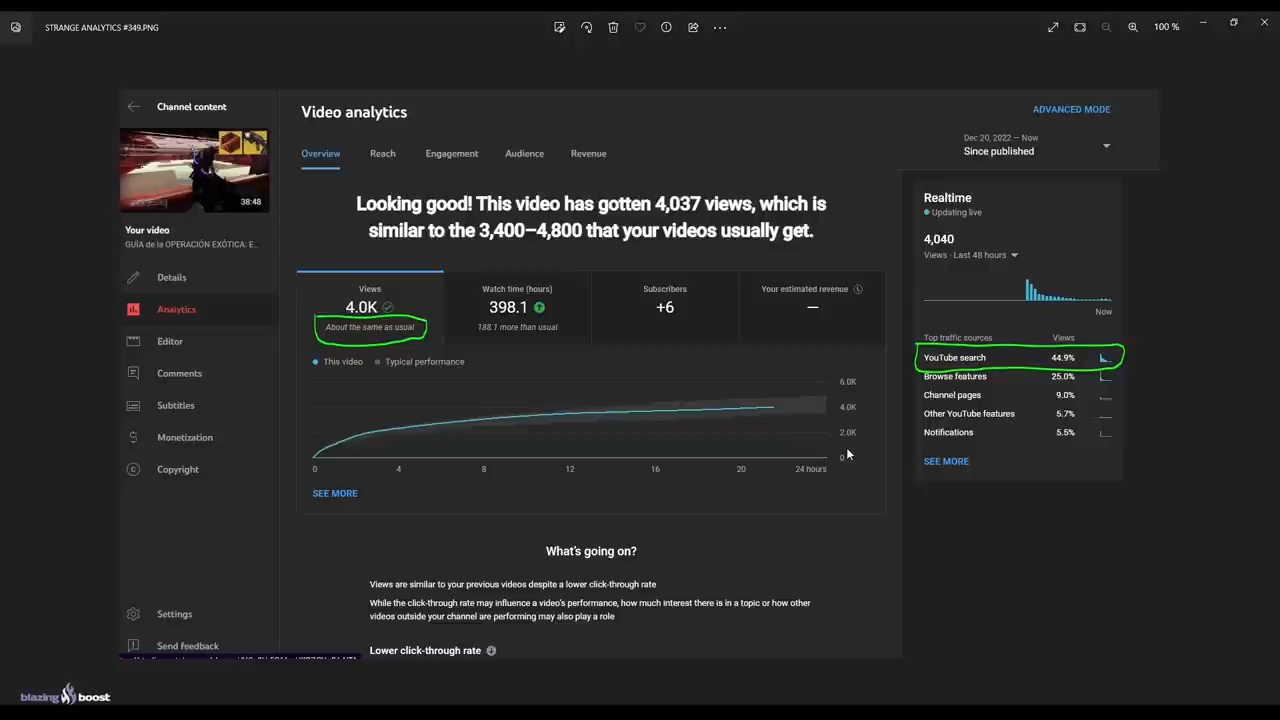 STRANGE ANALYTICS #349.PNG
100 %
Channel content
38:48
Your video
GUÍA de la OPERACIÓN EXÓTICA: E...
Details
Analytics
Editor
Comments
Subtitles
Monetization
Copyright
Settings
Send feedback
Video analytics
ADVANCED MODE
Dec 20, 2022 – Now
Since published
Overview
Reach
Engagement
Audience
Revenue
Looking good! This video has gotten 4,037 views, which is
similar to the 3,400–4,800 that your videos usually get.
Views
4.0K
About the same as usual
Watch time (hours)
398.1
188.1 more than usual
Subscribers
+6
Your estimated revenue
—
This video
Typical performance
6.0K
4.0K
2.0K
0
0
4
8
12
16
20
24 hours
SEE MORE
What's going on?
Views are similar to your previous videos despite a lower click-through rate
While the click-through rate may influence a video's performance, how much interest there is in a topic or how other
videos outside your channel are performing may also play a role
Lower click-through rate
Realtime
Updating live
4,040
Views · Last 48 hours
Now
Top traffic sources
Views
YouTube search 44.9%
Browse features 25.0%
Channel pages 9.0%
Other YouTube features 5.7%
Notifications 5.5%
SEE MORE
blazing boost